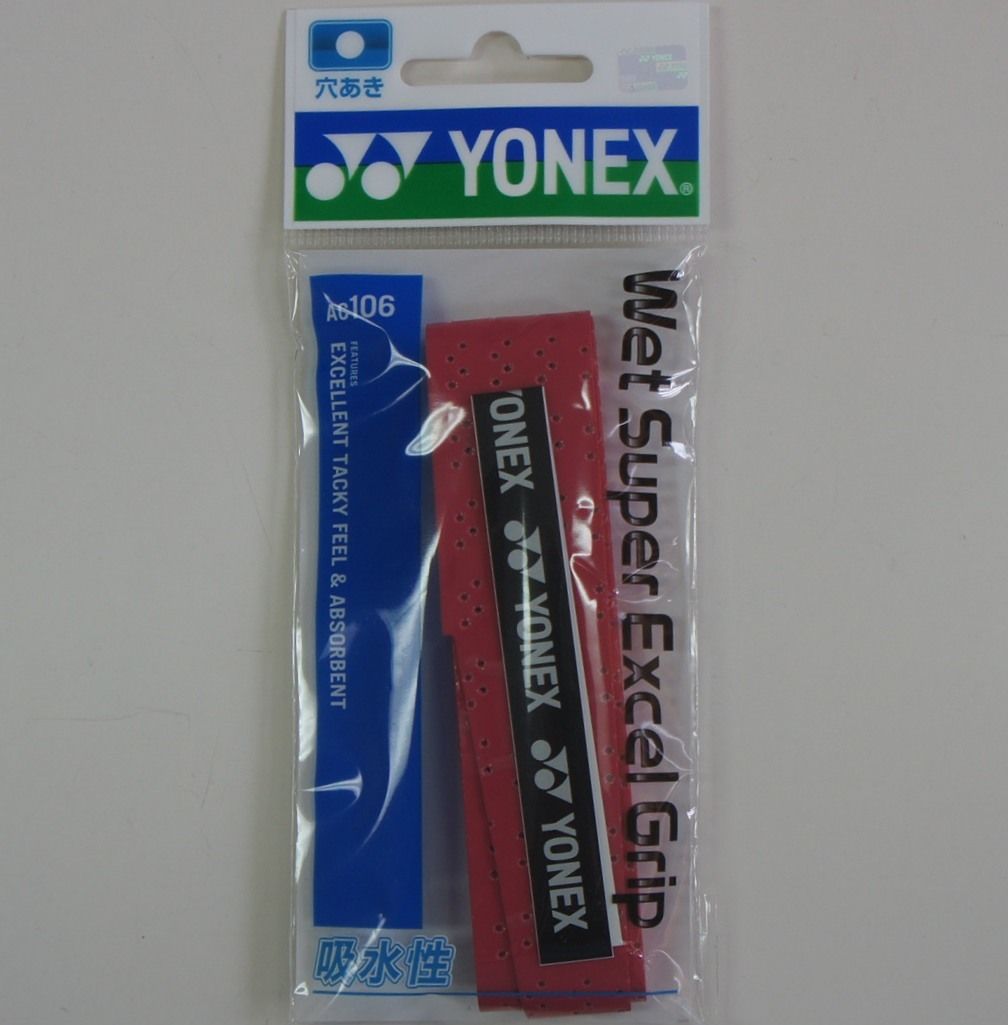 穴あき
YONEX
YONEX®
AC106
FEATURES
EXCELLENT TACKY FEEL & ABSORBENT
YONEX
YONEX
YONEX
Wet Super Excel Grip
吸水性